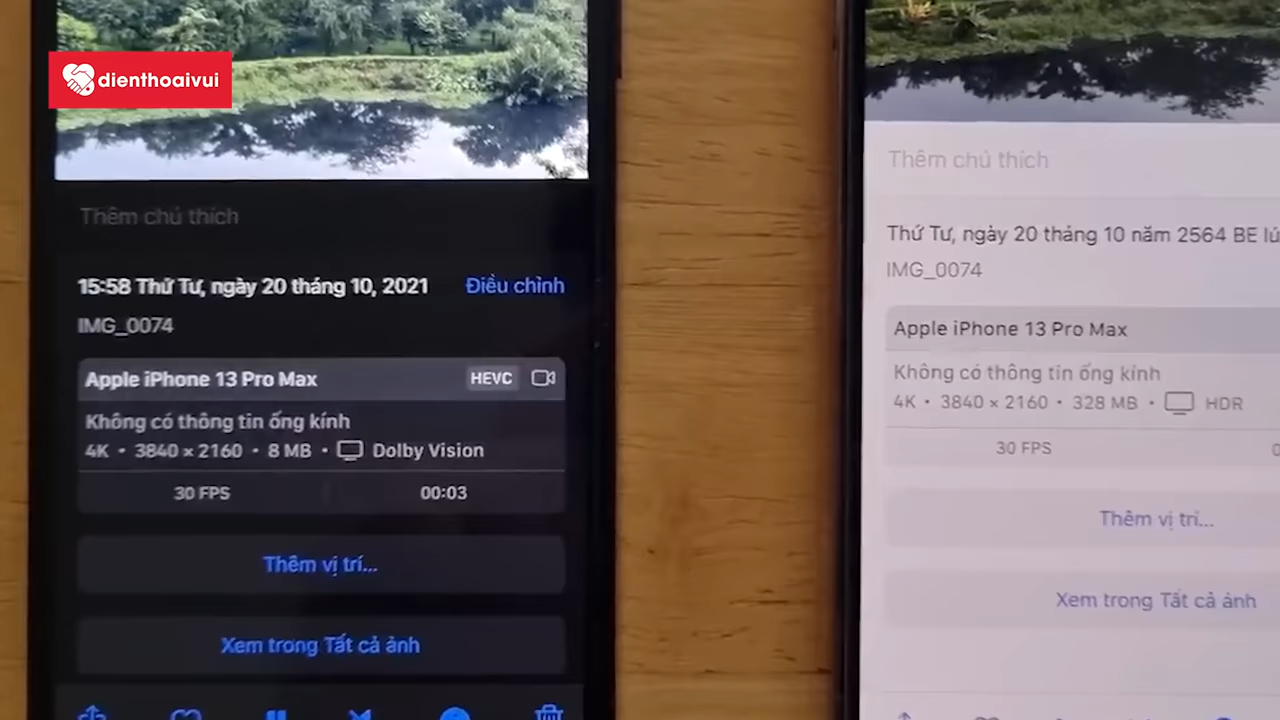 dienthoaivui
Thêm chú thích
15:58 Thứ Tư, ngày 20 tháng 10, 2021 Điều chỉnh
IMG_0074
Apple iPhone 13 Pro Max HEVC
Không có thông tin ống kính
4K • 3840 × 2160 • 8 MB • Dolby Vision
30 FPS 00:03
Thêm vị trí...
Xem trong Tất cả ảnh
Thêm chú thích
Thứ Tư, ngày 20 tháng 10 năm 2564 BE
IMG_0074
Apple iPhone 13 Pro Max
Không có thông tin ống kính
4K • 3840 × 2160 • 328 MB • HDR
30 FPS
Thêm vị trí...
Xem trong Tất cả ảnh